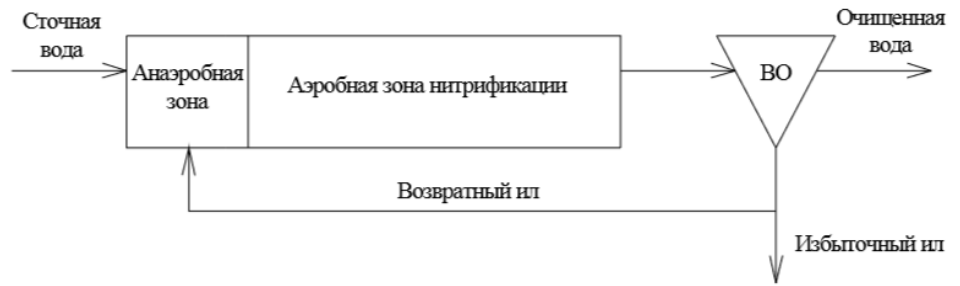 Сточная
вода
Анаэробная
зона
Аэробная зона нитрификации
ВО
Очищенная
вода
Возвратный ил
Избыточный ил